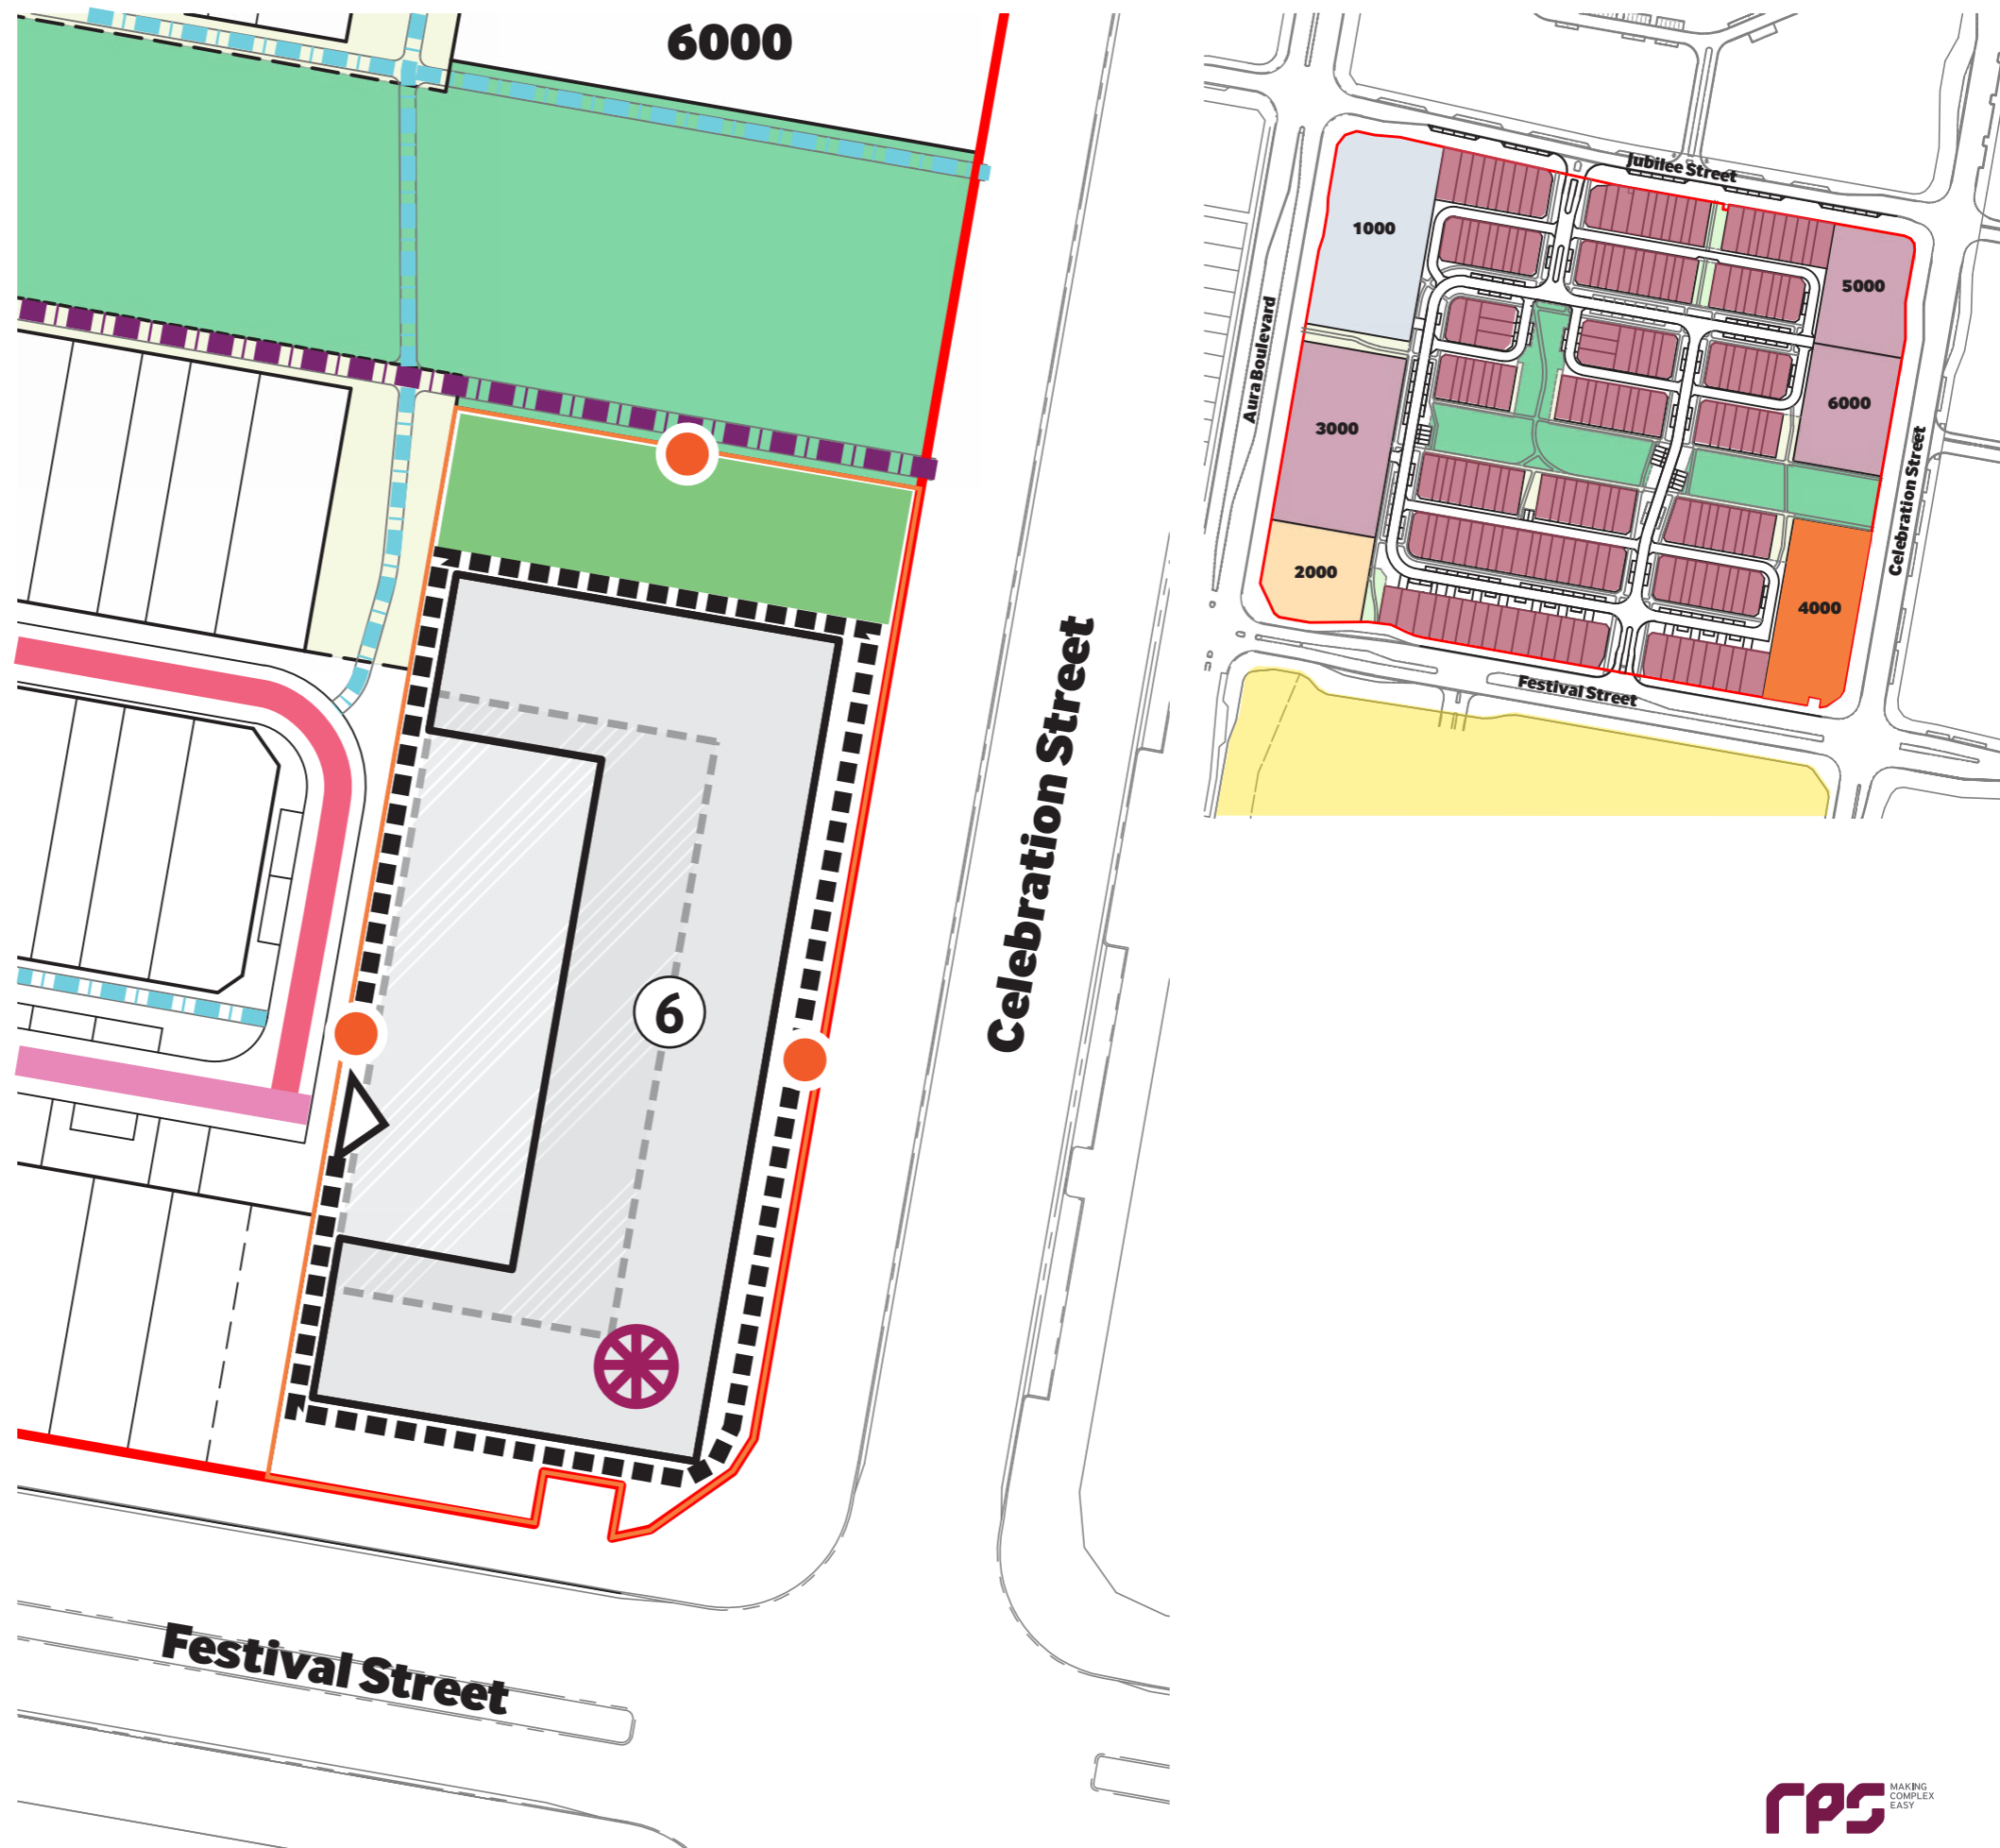 6000
Celebration Street
6
Festival Street
Jubilee Street
1000
5000
Aura Boulevard
6000
3000
Celebration Street
2000
4000
Festival Street
rps
MAKING
COMPLEX
EASY